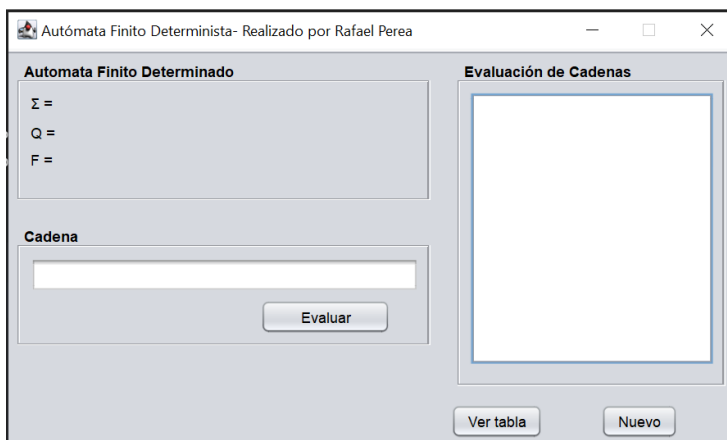 Autómata Finito Determinista- Realizado por Rafael Perea
Automata Finito Determinado
Σ =
Q =
F =
Cadena
Evaluar
Evaluación de Cadenas
Ver tabla
Nuevo